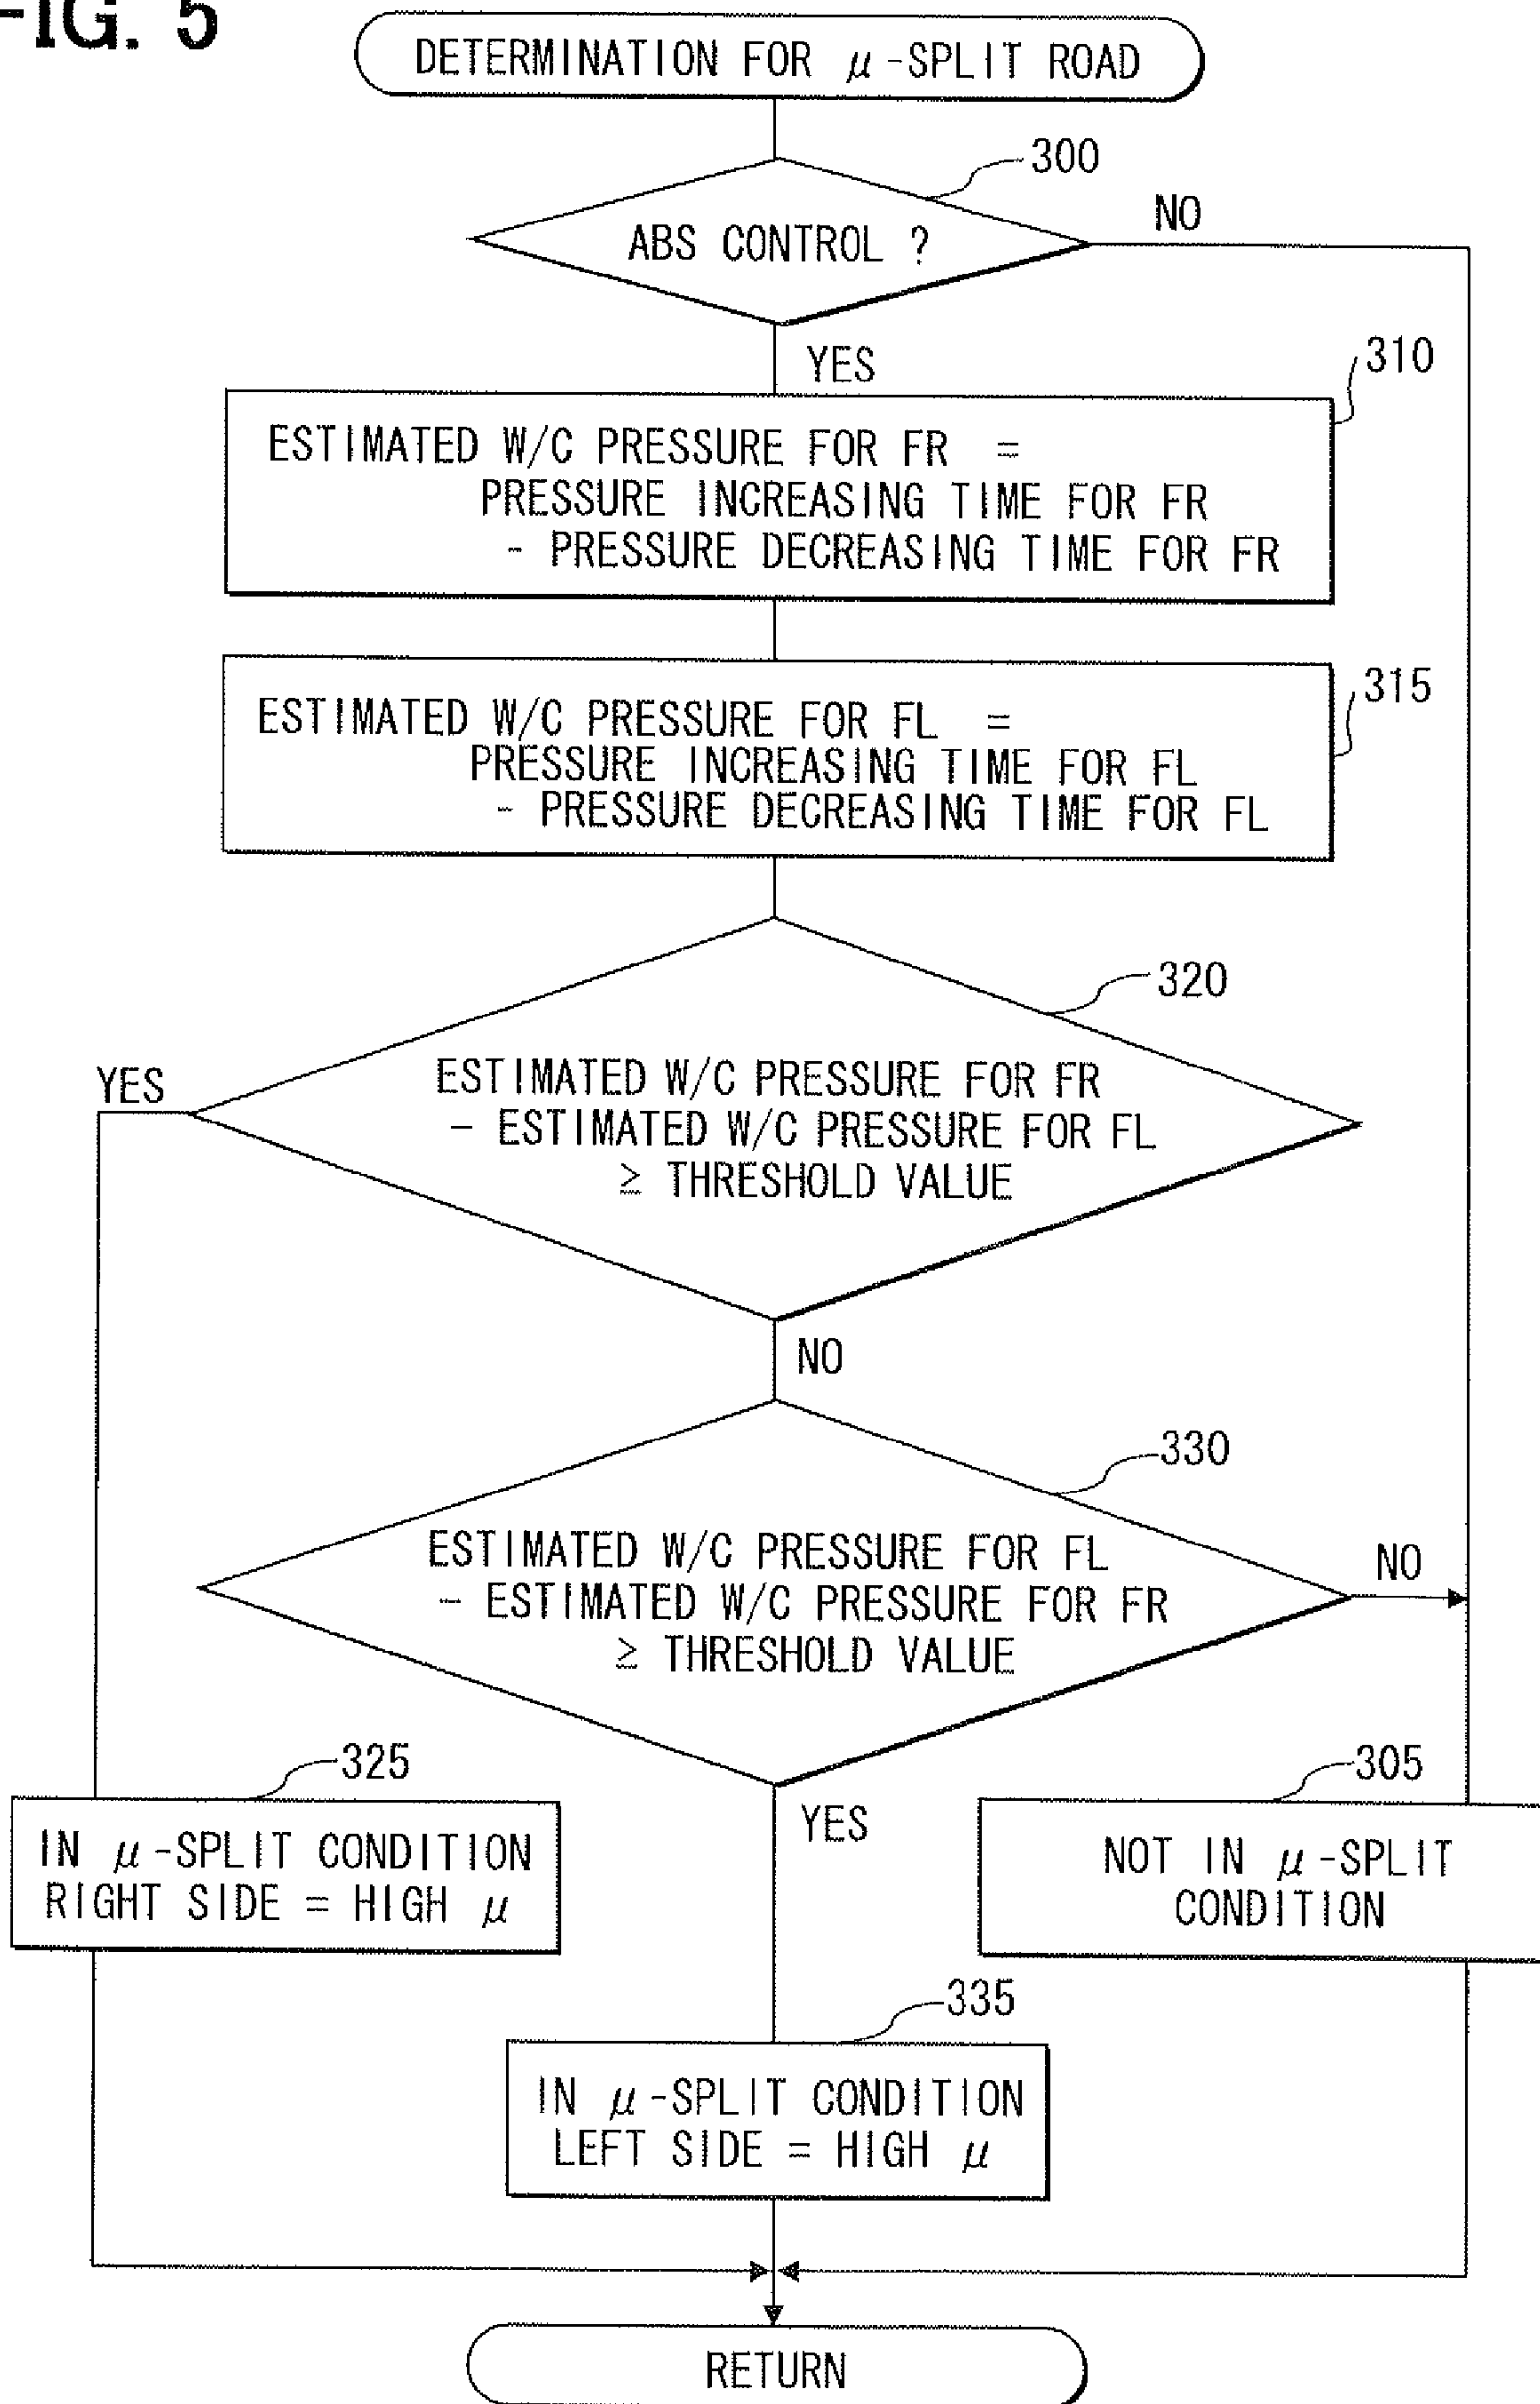 FIG. 5
DETERMINATION FOR μ-SPLIT ROAD
300
ABS CONTROL ?
NO
YES
310
ESTIMATED W/C PRESSURE FOR FR =
PRESSURE INCREASING TIME FOR FR
- PRESSURE DECREASING TIME FOR FR
315
ESTIMATED W/C PRESSURE FOR FL =
PRESSURE INCREASING TIME FOR FL
- PRESSURE DECREASING TIME FOR FL
320
YES
ESTIMATED W/C PRESSURE FOR FR
- ESTIMATED W/C PRESSURE FOR FL
≥ THRESHOLD VALUE
NO
330
ESTIMATED W/C PRESSURE FOR FL
- ESTIMATED W/C PRESSURE FOR FR
≥ THRESHOLD VALUE
NO
YES
325
IN μ-SPLIT CONDITION
RIGHT SIDE = HIGH μ
305
NOT IN μ-SPLIT
CONDITION
335
IN μ-SPLIT CONDITION
LEFT SIDE = HIGH μ
RETURN